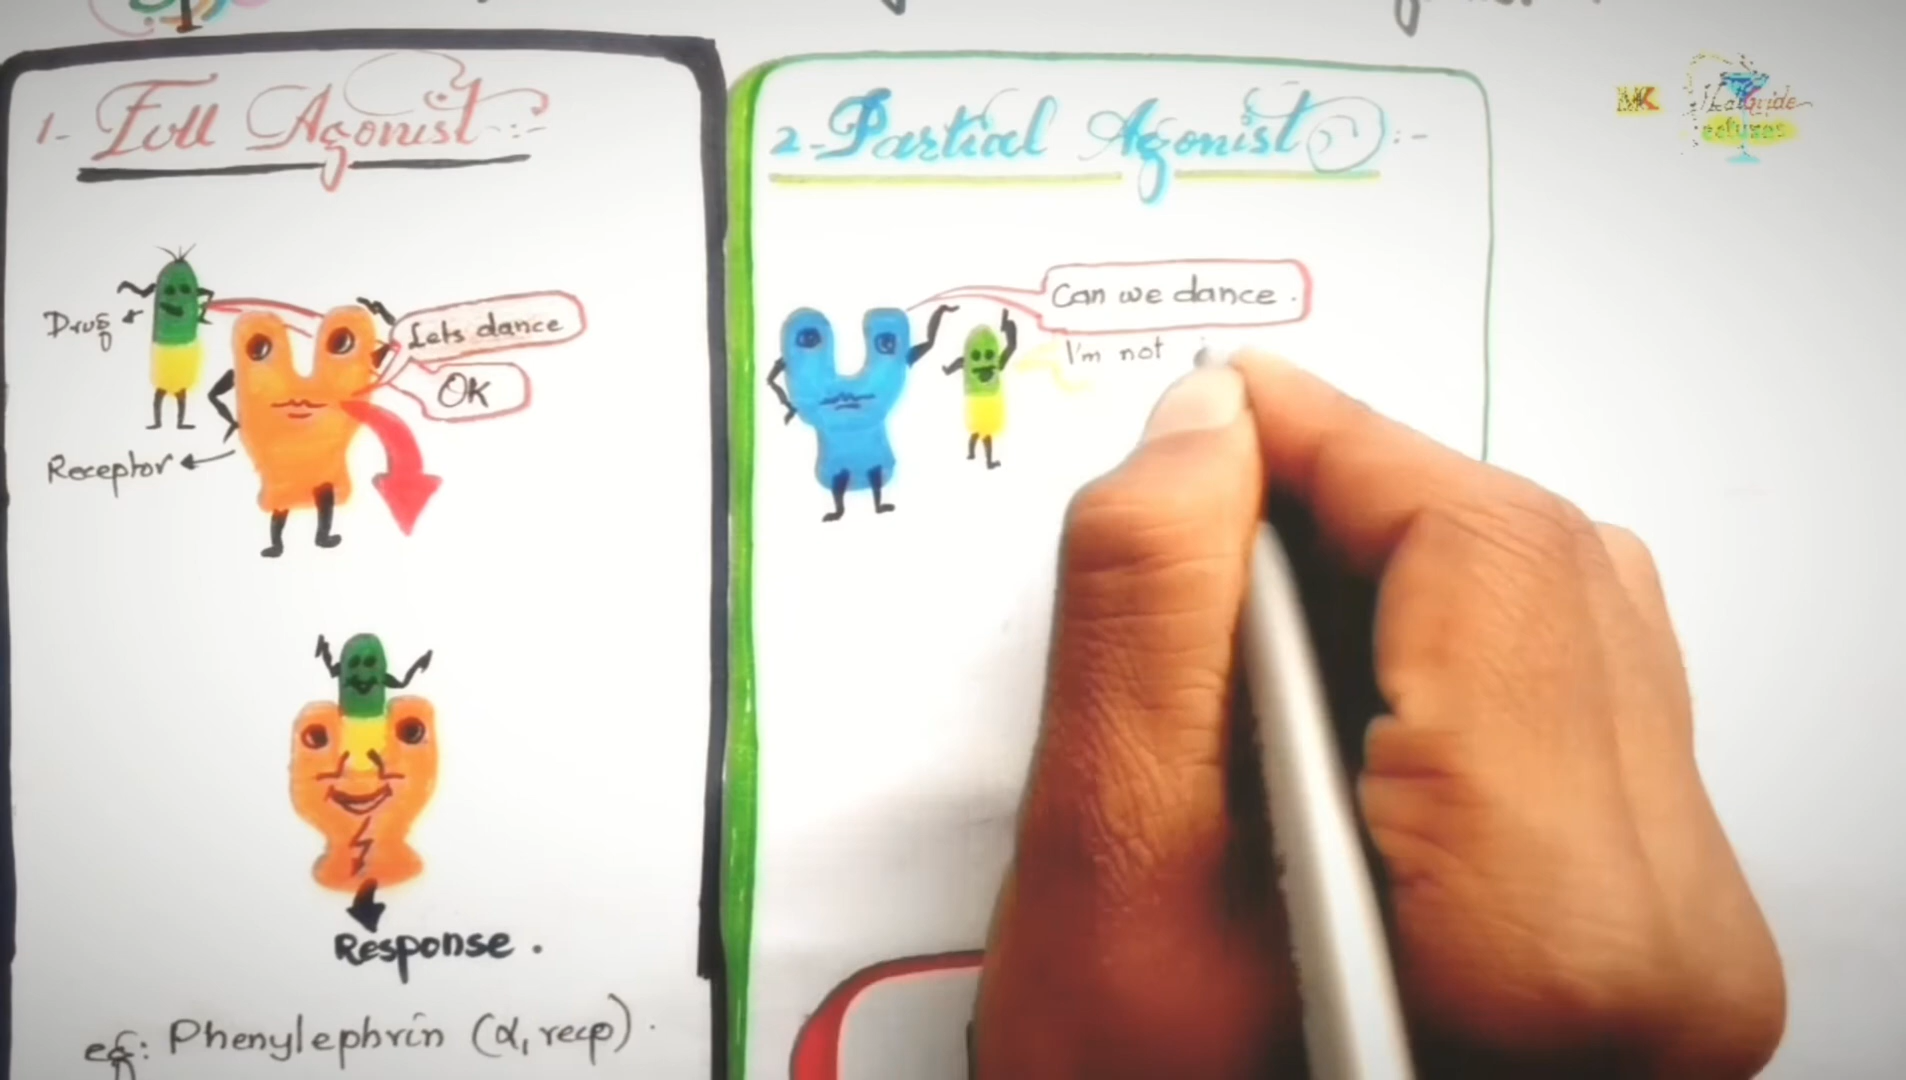 1- Full Agonist :-
Drug
Lets dance
OK
Receptor
Response .
eg: Phenylephrin (α, recp) .
2- Partial Agonist :-
Can we dance .
I'm not
MK